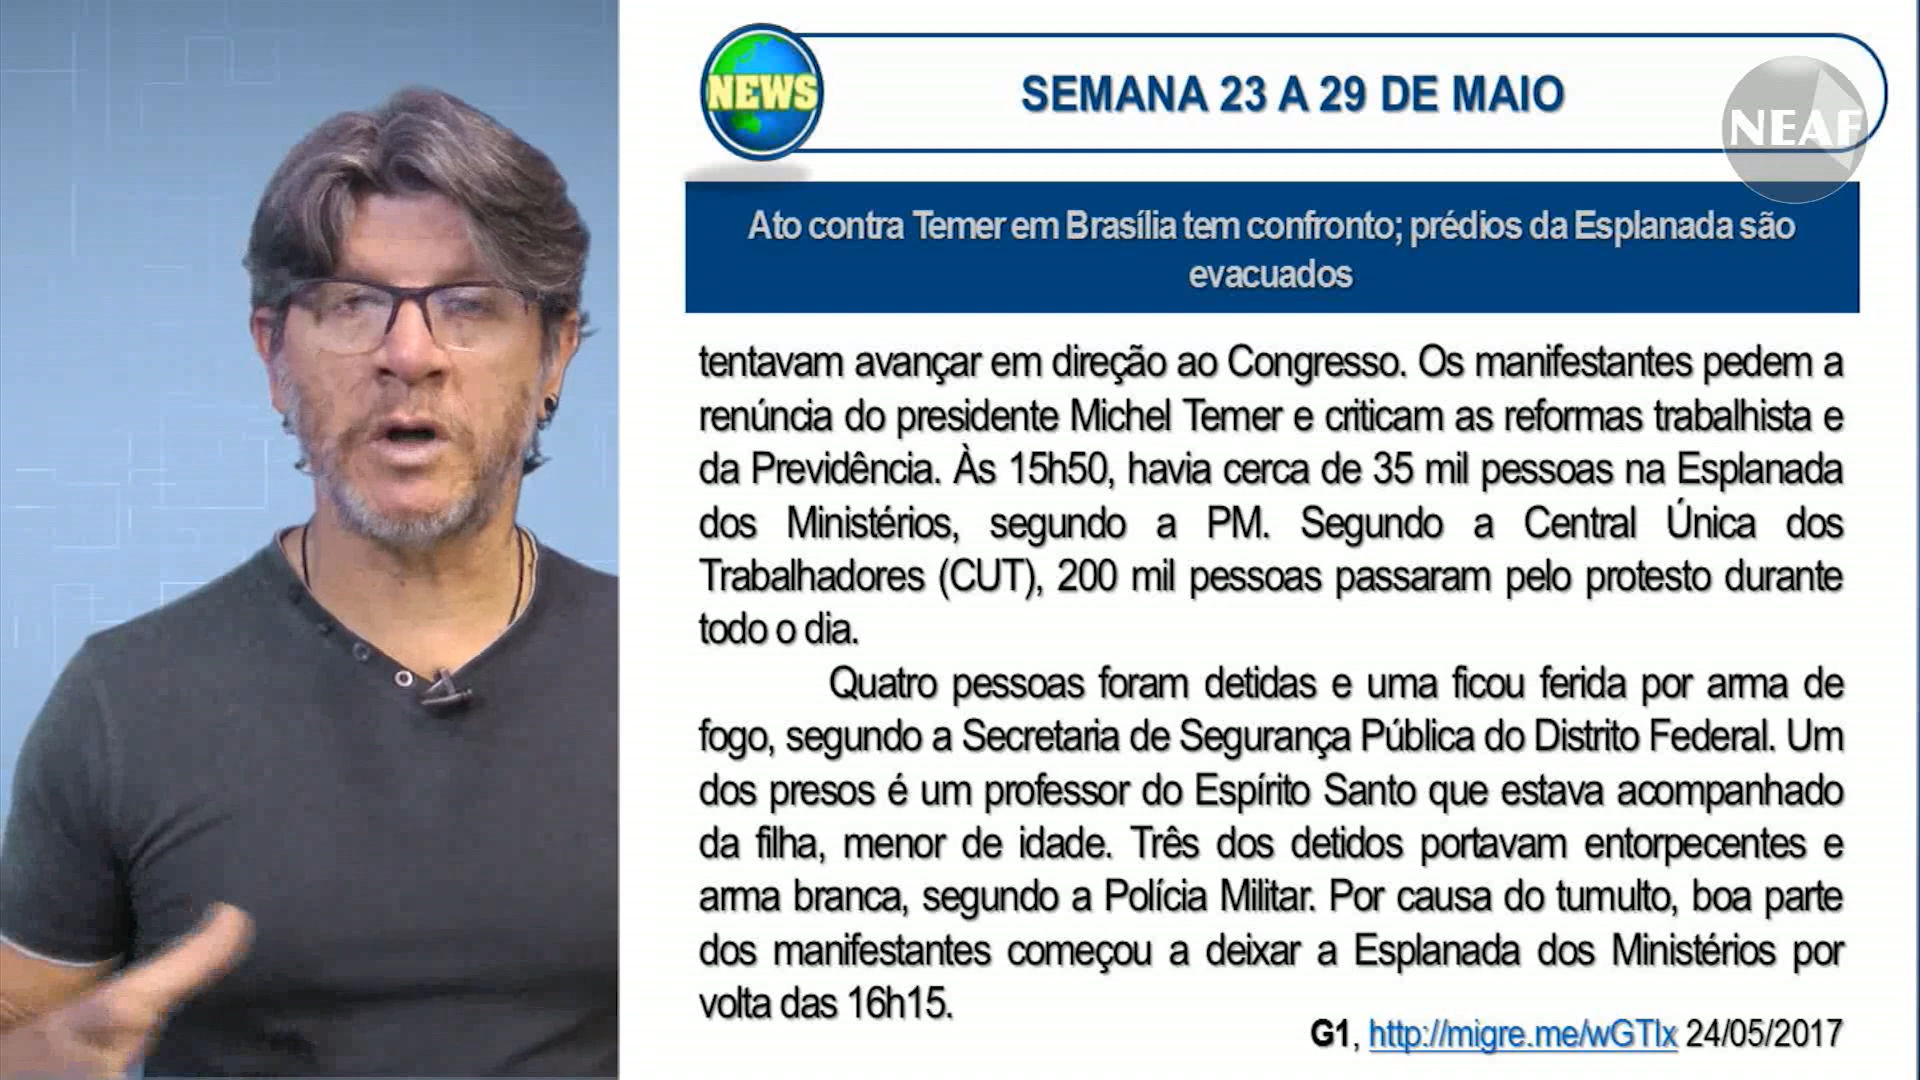 NEWS
SEMANA 23 A 29 DE MAIO
NEAF
Ato contra Temer em Brasília tem confronto; prédios da Esplanada são
evacuados
tentavam avançar em direção ao Congresso. Os manifestantes pedem a
renúncia do presidente Michel Temer e criticam as reformas trabalhista e
da Previdência. Às 15h50, havia cerca de 35 mil pessoas na Esplanada
dos Ministérios, segundo a PM. Segundo a Central Única dos
Trabalhadores (CUT), 200 mil pessoas passaram pelo protesto durante
todo o dia.
Quatro pessoas foram detidas e uma ficou ferida por arma de
fogo, segundo a Secretaria de Segurança Pública do Distrito Federal. Um
dos presos é um professor do Espírito Santo que estava acompanhado
da filha, menor de idade. Três dos detidos portavam entorpecentes e
arma branca, segundo a Polícia Militar. Por causa do tumulto, boa parte
dos manifestantes começou a deixar a Esplanada dos Ministérios por
volta das 16h15.
G1, http://migre.me/wGTlx 24/05/2017